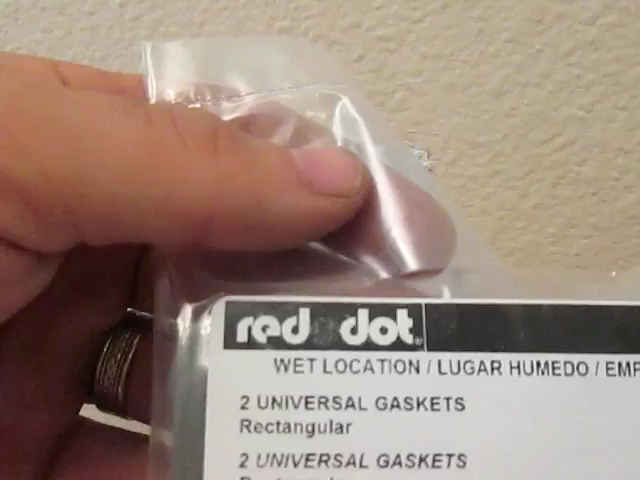 red dot
WET LOCATION / LUGAR HUMEDO / EMP
2 UNIVERSAL GASKETS
Rectangular
2 UNIVERSAL GASKETS